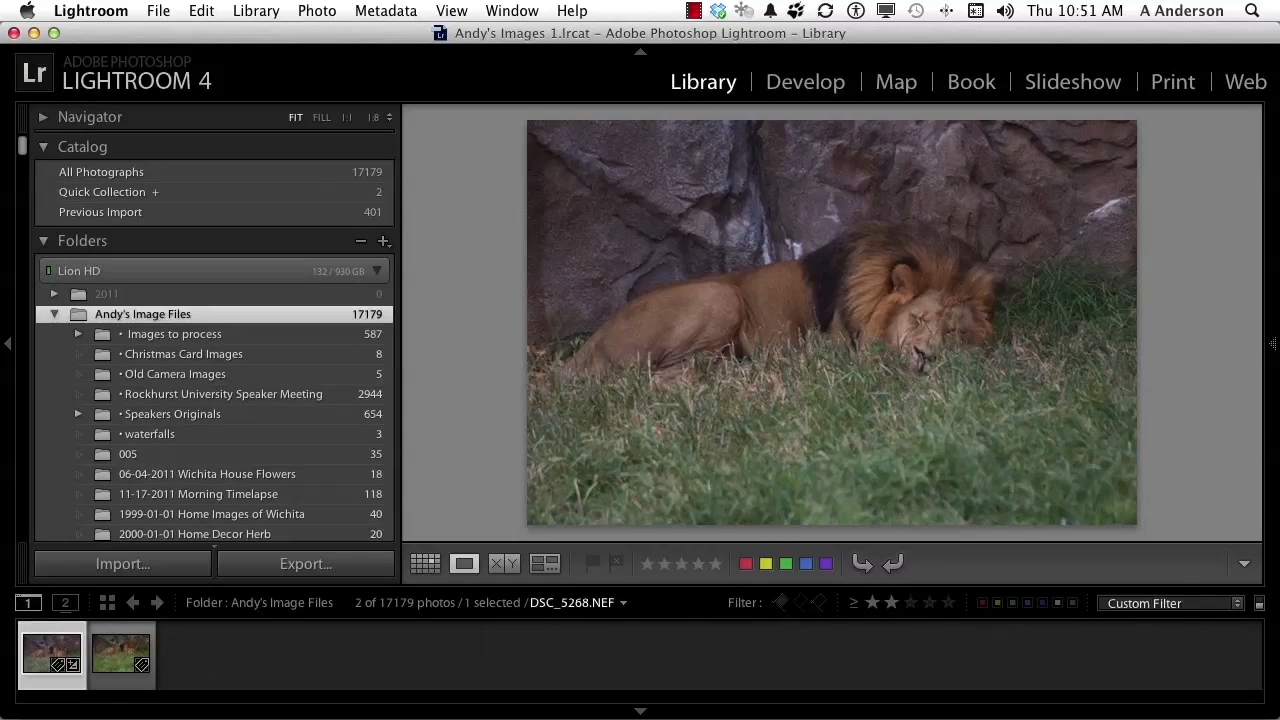 Lightroom File Edit Library Photo Metadata View Window Help Thu 10:51 AM A Anderson
Andy's Images 1.lrcat – Adobe Photoshop Lightroom – Library
Lr ADOBE PHOTOSHOP
LIGHTROOM 4
Library | Develop | Map | Book | Slideshow | Print | Web
Navigator FIT FILL 1:1 1:8
Catalog
All Photographs 17179
Quick Collection + 2
Previous Import 401
Folders − +
Lion HD 132 / 930 GB
2011 0
Andy's Image Files 17179
• Images to process 587
• Christmas Card Images 8
• Old Camera Images 5
• Rockhurst University Speaker Meeting 2944
• Speakers Originals 654
• waterfalls 3
005 35
06-04-2011 Wichita House Flowers 18
11-17-2011 Morning Timelapse 118
1999-01-01 Home Images of Wichita 40
2000-01-01 Home Decor Herb 20
Import... Export...
X Y
1 2 Folder : Andy's Image Files 2 of 17179 photos / 1 selected / DSC_5268.NEF Filter : ≥ ★★★★★ Custom Filter